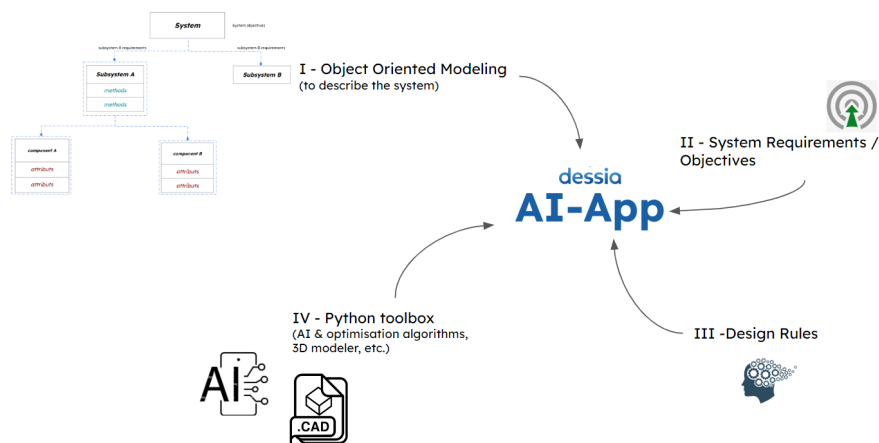 System
system objectives
subsystem A requirements
subsystem B requirements
Subsystem A
methods
methods
Subsystem B
component A
attributs
attributs
component B
attributs
attributs
I - Object Oriented Modeling
(to describe the system)
II - System Requirements /
Objectives
dessia
AI-App
IV - Python toolbox
(AI & optimisation algorithms,
3D modeler, etc.)
III -Design Rules
AI
.CAD